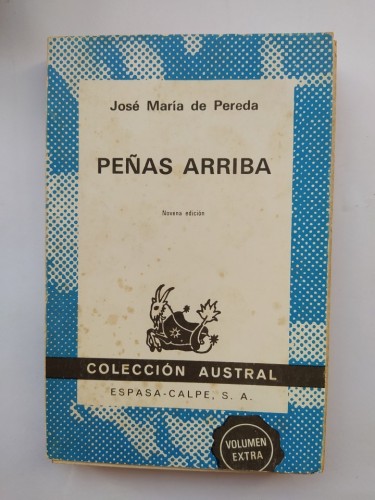 José María de Pereda
PEÑAS ARRIBA
Novena edición
COLECCIÓN AUSTRAL
ESPASA-CALPE, S. A.
VOLUMEN
EXTRA